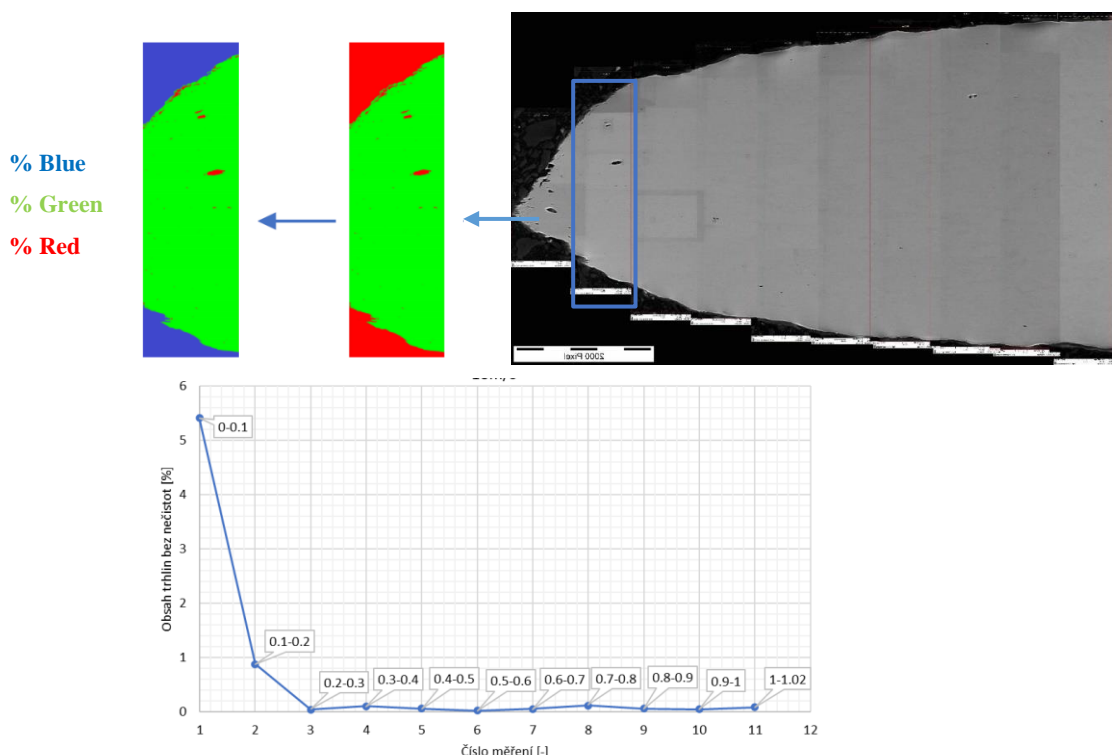 % Blue
% Green
% Red
2000 Pixel
6
5
4
3
2
1
0
Obsah trhlin bez nečistot [%]
0-0.1
0.1-0.2
0.2-0.3
0.3-0.4
0.4-0.5
0.5-0.6
0.6-0.7
0.7-0.8
0.8-0.9
0.9-1
1-1.02
1 2 3 4 5 6 7 8 9 10 11 12
Číslo měření [-]